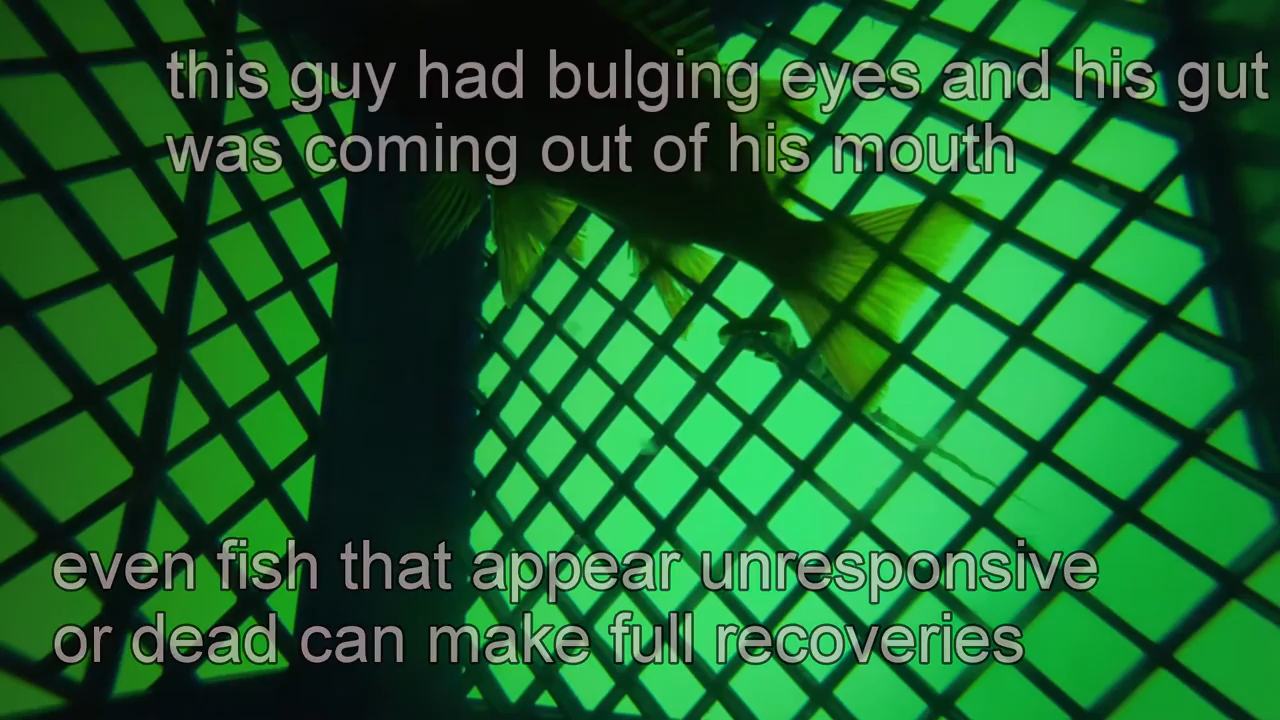 this guy had bulging eyes and his gut
was coming out of his mouth
even fish that appear unresponsive
or dead can make full recoveries